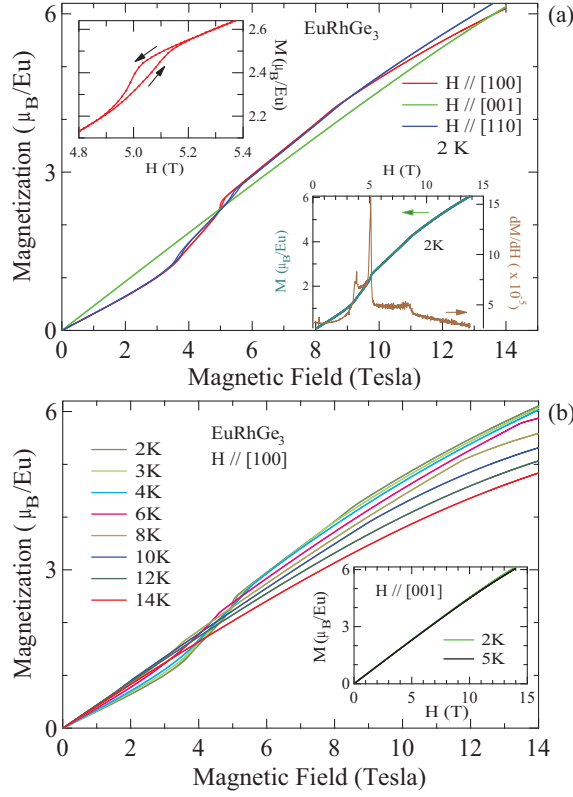 (a)
EuRhGe3
H // [100]
H // [001]
H // [110]
2 K
Magnetization ( μB/Eu)
6
3
0
0 2 4 6 8 10 12 14
Magnetic Field (Tesla)
2.6
2.4
2.2
M (μB/Eu)
4.8 5.0 5.2 5.4
H (T)
H (T)
0 5 10 15
6
4
2
M (μB/Eu)
2K
15
10
5
dM/dH ( x 10-5)
(b)
EuRhGe3
H // [100]
2K
3K
4K
6K
8K
10K
12K
14K
Magnetization ( μB/Eu)
6
3
0
0 2 4 6 8 10 12 14
Magnetic Field (Tesla)
H // [001]
2K
5K
M (μB/Eu)
6
3
0
0 5 10 15
H (T)